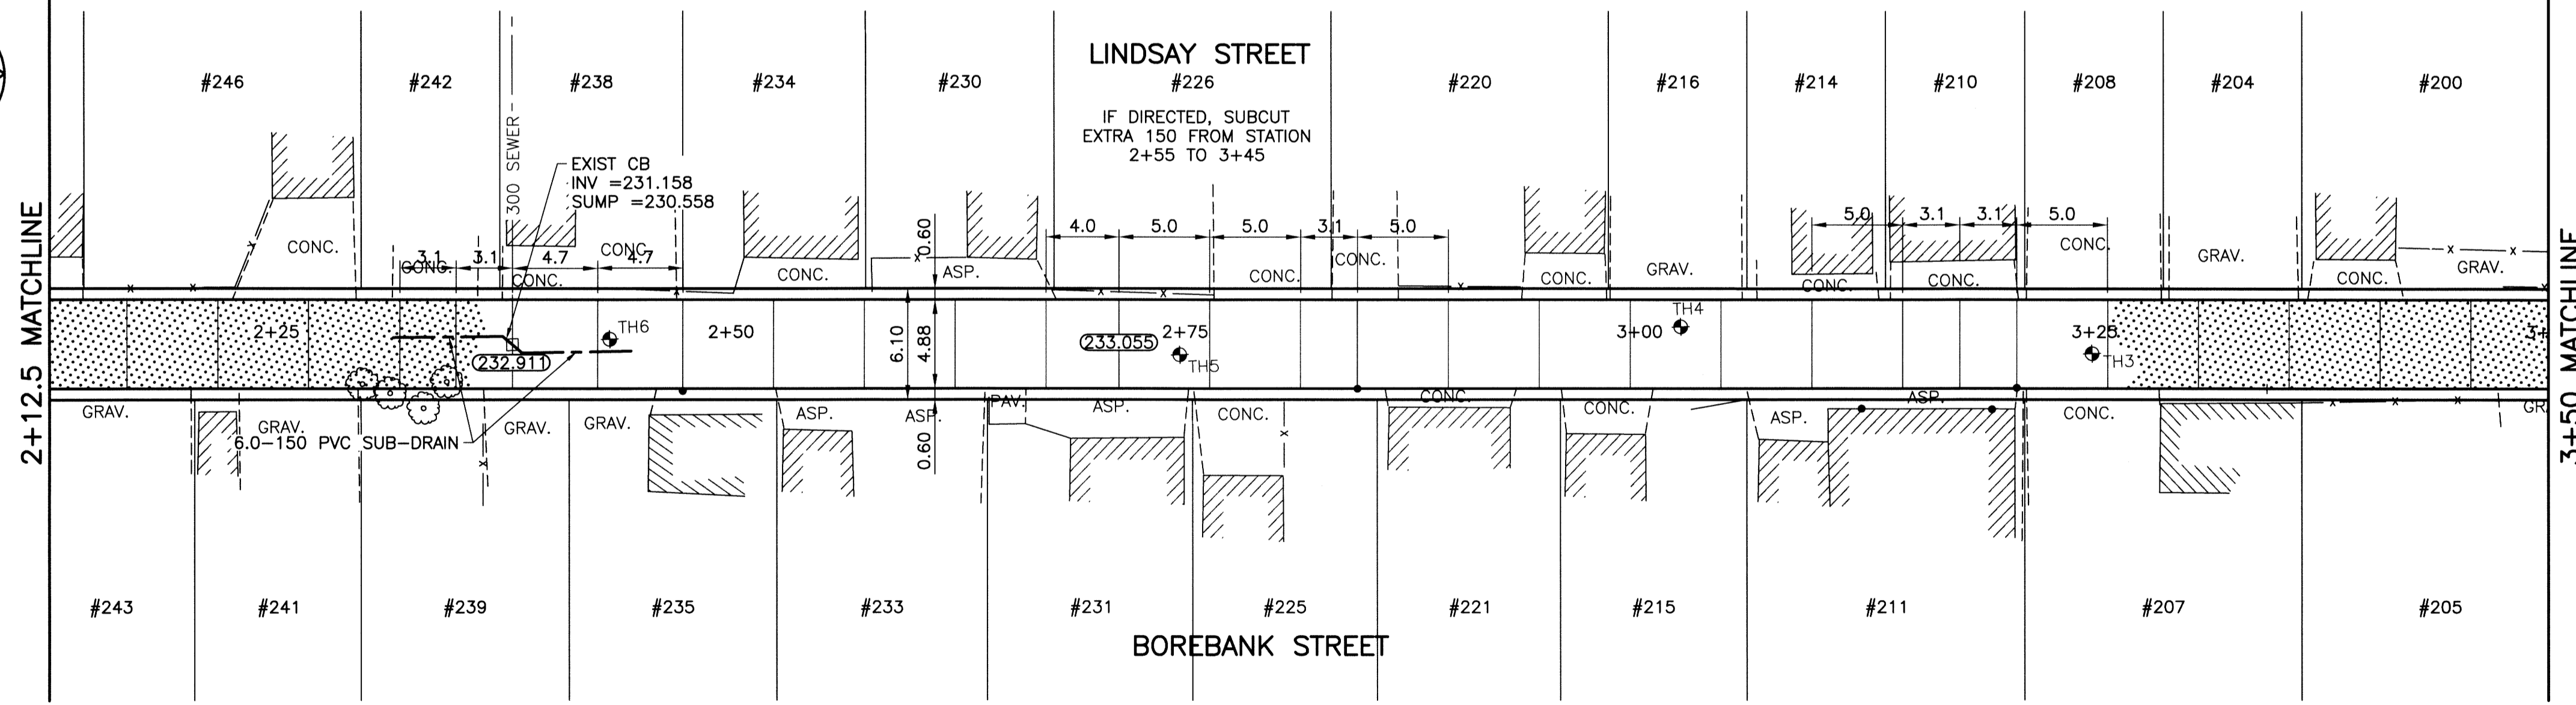 LINDSAY STREET
#246
#242
#238
#234
#230
#226
#220
#216
#214
#210
#208
#204
#200
IF DIRECTED, SUBCUT
EXTRA 150 FROM STATION
2+55 TO 3+45
300 SEWER
EXIST CB
INV =231.158
SUMP =230.558
2+12.5 MATCHLINE
3+50 MATCHLINE
CONC.
CONC.
3.1
3.1
4.7
4.7
CONC.
CONC.
CONC.
0.60
ASP.
4.0
5.0
5.0
3.1
5.0
CONC.
CONC.
CONC.
GRAV.
5.0
3.1
3.1
5.0
CONC.
CONC.
CONC.
GRAV.
CONC.
GRAV.
2+25
232.911
TH6
2+50
6.10
4.88
233.055
2+75
TH5
3+00
TH4
3+25
TH3
3+
GRAV.
GRAV.
6.0-150 PVC SUB-DRAIN
GRAV.
GRAV.
ASP.
ASP.
0.60
PAV.
ASP.
CONC.
CONC.
CONC.
ASP.
ASP.
CONC.
GR
#243
#241
#239
#235
#233
#231
#225
#221
#215
#211
#207
#205
BOREBANK STREET